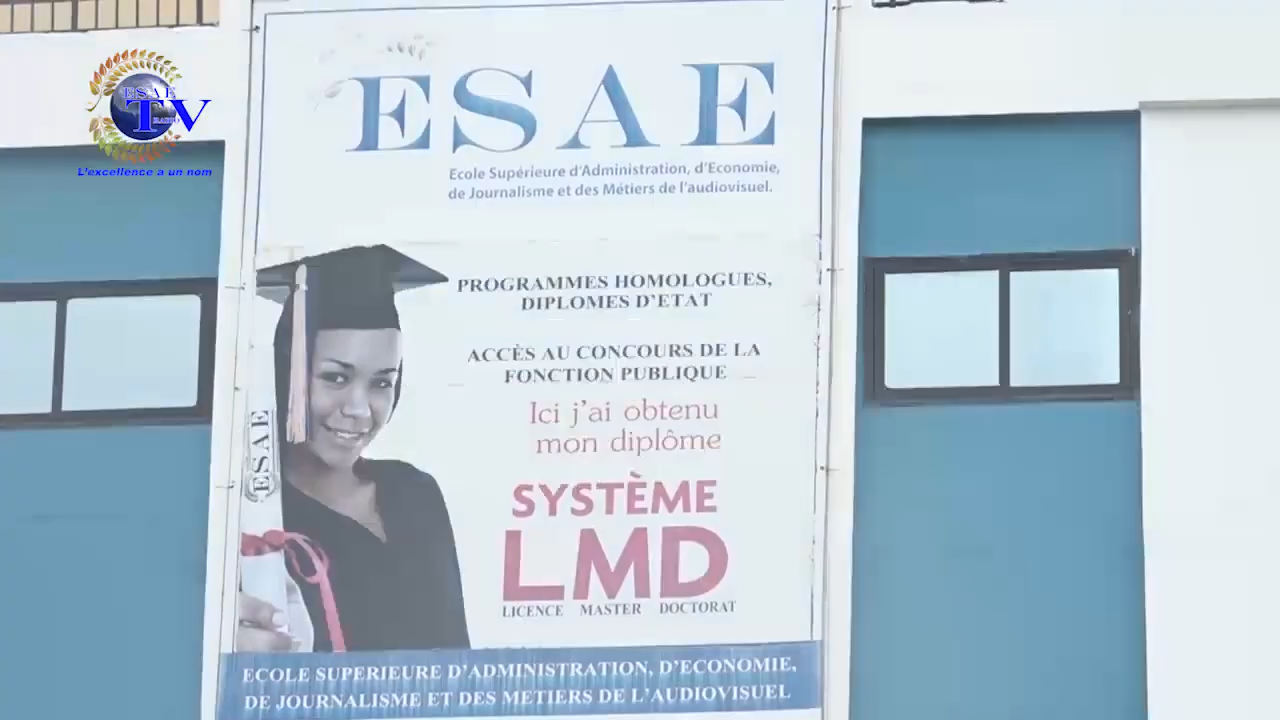 ESAE
TV
RADIO
L'excellence a un nom
ESAE
Ecole Supérieure d'Administration, d'Economie,
de Journalisme et des Métiers de l'audiovisuel.
PROGRAMMES HOMOLOGUES,
DIPLOMES D'ETAT
ACCÈS AU CONCOURS DE LA
FONCTION PUBLIQUE
Ici j'ai obtenu
mon diplôme
SYSTÈME
LMD
LICENCE MASTER DOCTORAT
ESAE
ECOLE SUPERIEURE D'ADMINISTRATION, D'ECONOMIE,
DE JOURNALISME ET DES METIERS DE L'AUDIOVISUEL